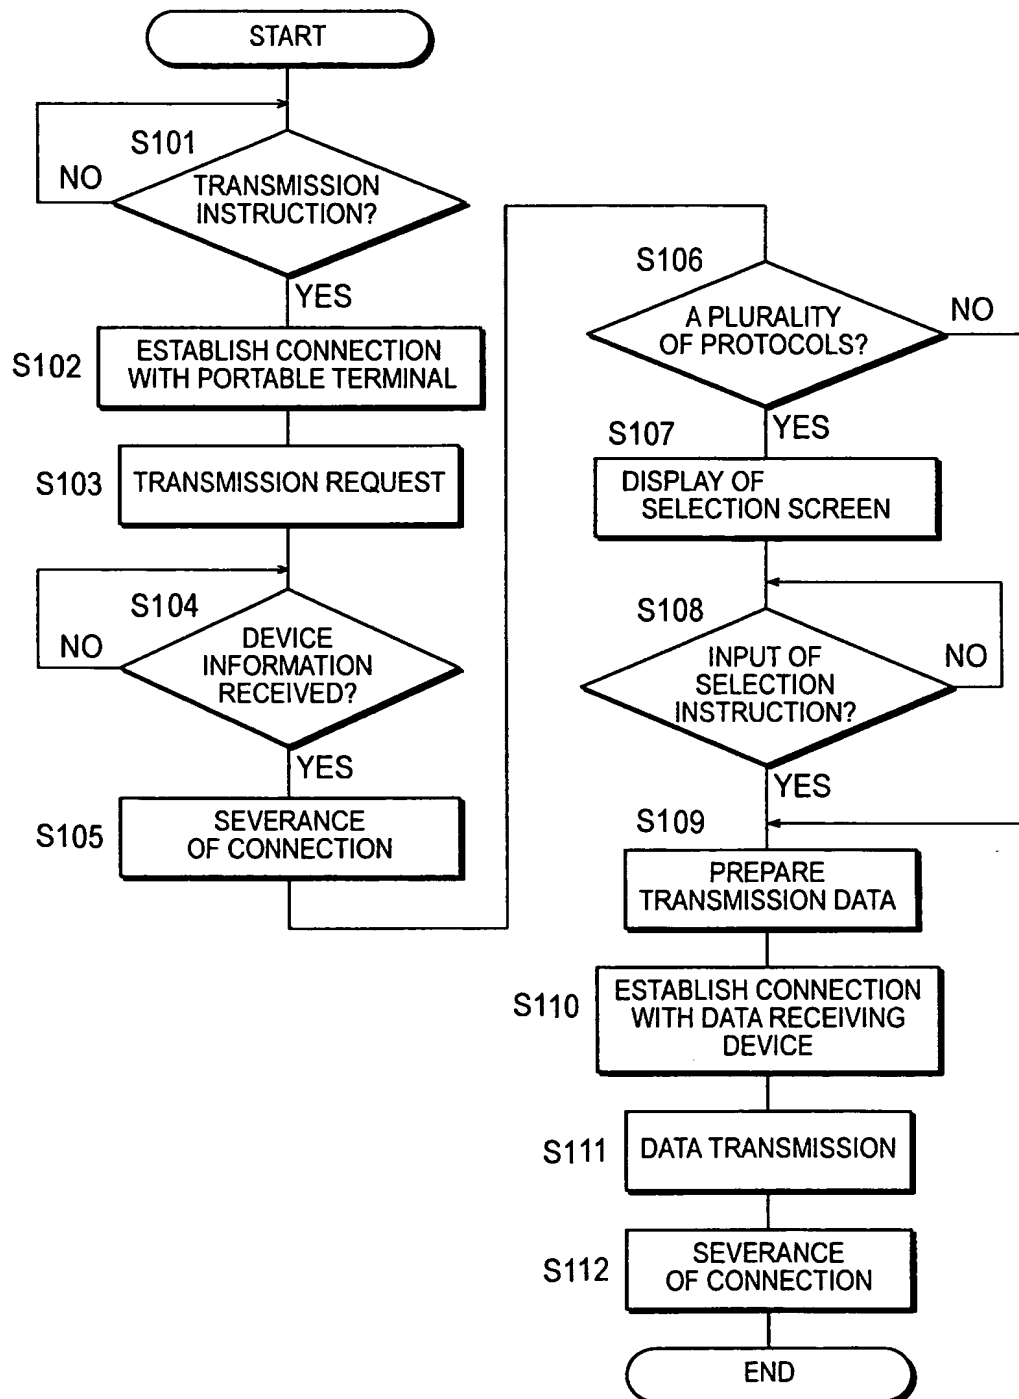 START
S101
NO
TRANSMISSION
INSTRUCTION?
YES
S102
ESTABLISH CONNECTION
WITH PORTABLE TERMINAL
S103
TRANSMISSION REQUEST
S104
NO
DEVICE
INFORMATION
RECEIVED?
YES
S105
SEVERANCE
OF CONNECTION
S106
A PLURALITY
OF PROTOCOLS?
NO
YES
S107
DISPLAY OF
SELECTION SCREEN
S108
INPUT OF
SELECTION
INSTRUCTION?
NO
YES
S109
PREPARE
TRANSMISSION DATA
S110
ESTABLISH CONNECTION
WITH DATA RECEIVING
DEVICE
S111
DATA TRANSMISSION
S112
SEVERANCE
OF CONNECTION
END